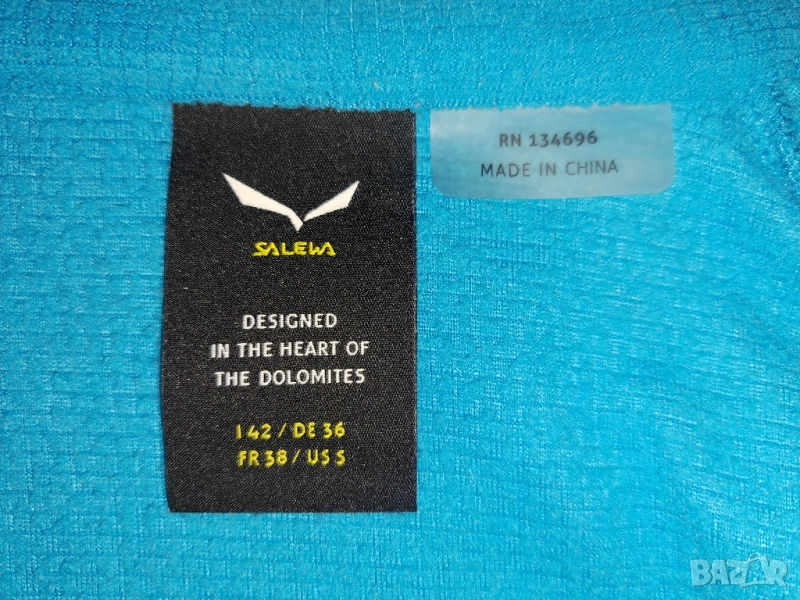 SALEWA
DESIGNED
IN THE HEART OF
THE DOLOMITES
I 42 / DE 36
FR 38 / US S
RN 134696
MADE IN CHINA
BAZAR